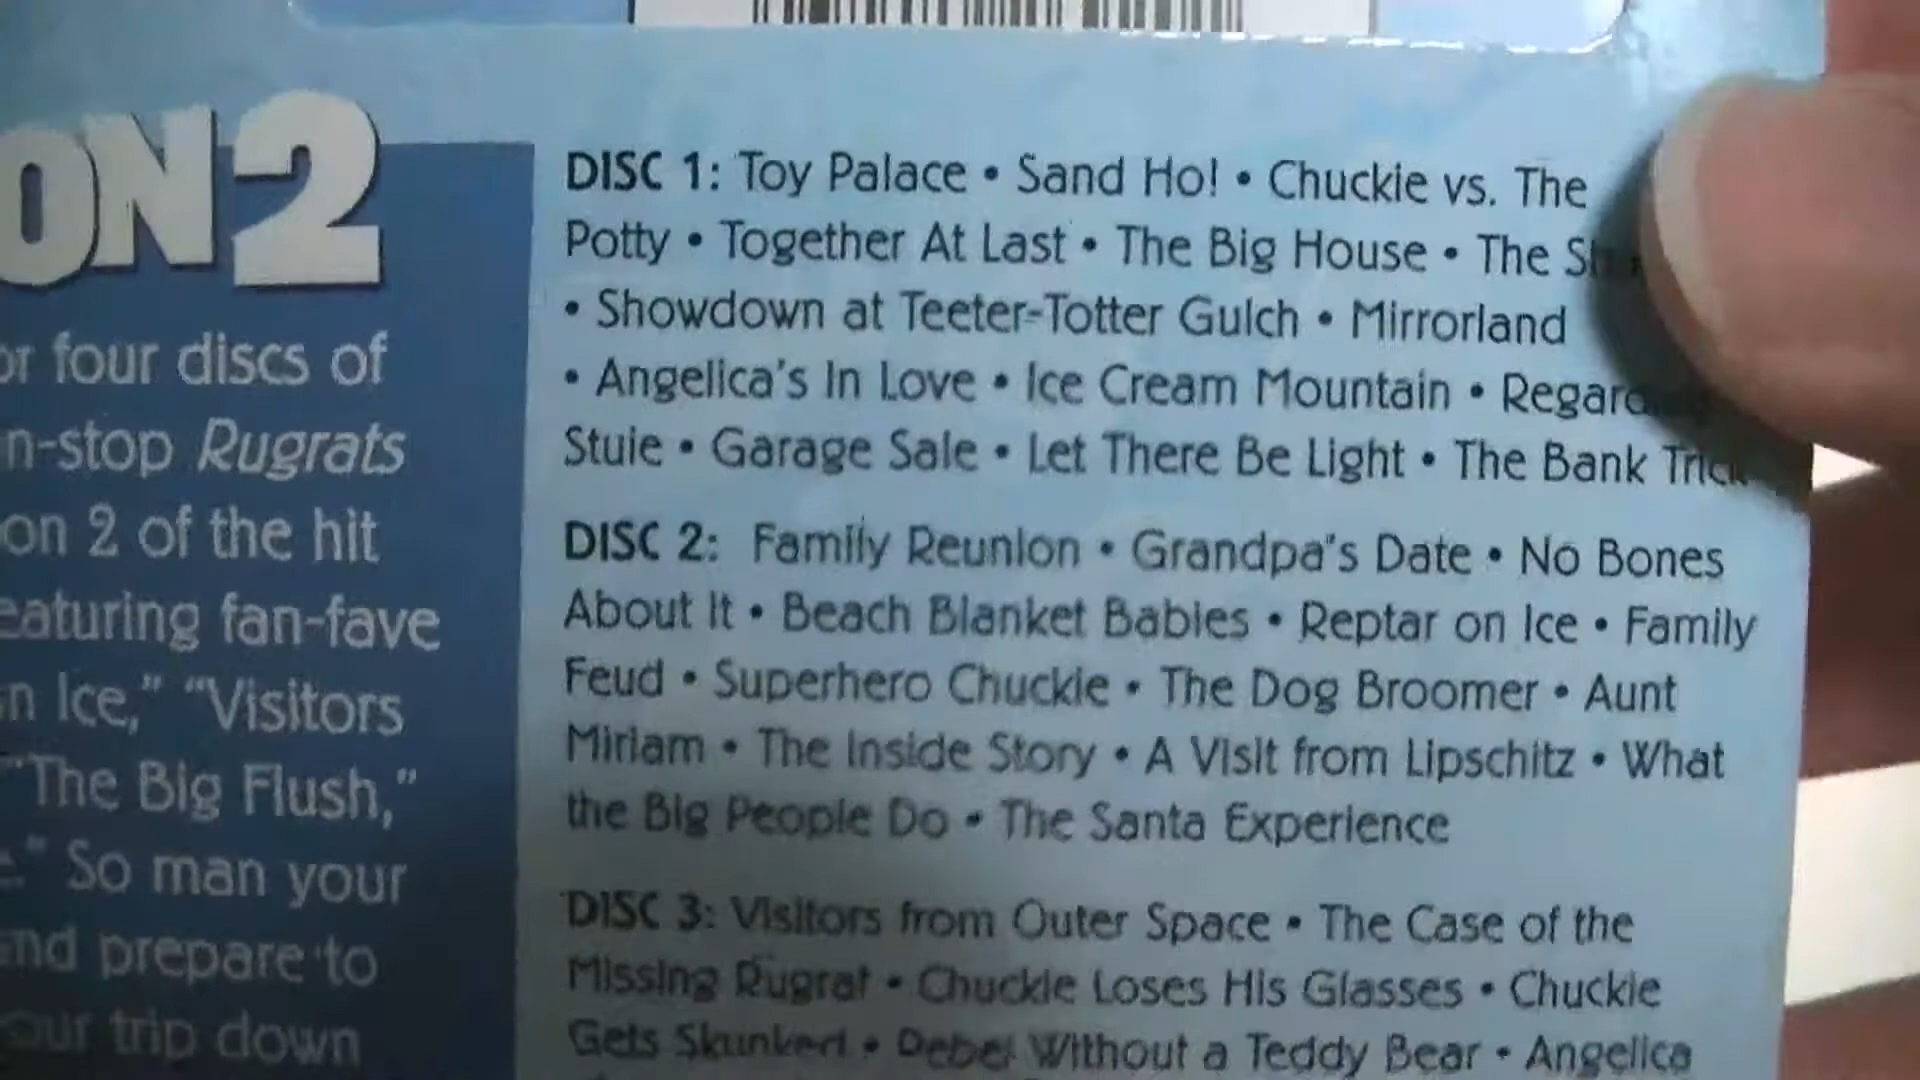 ON 2
or four discs of
n-stop Rugrats
on 2 of the hit
eaturing fan-fave
n Ice,” “Visitors
“The Big Flush,”
e.” So man your
and prepare to
our trip down
DISC 1: Toy Palace • Sand Ho! • Chuckie vs. The
Potty • Together At Last • The Big House • The
• Showdown at Teeter-Totter Gulch • Mirrorland
• Angelica's In Love • Ice Cream Mountain •
Stuie • Garage Sale • Let There Be Light • The Bank Trick
DISC 2: Family Reunion • Grandpa's Date • No Bones
About It • Beach Blanket Babies • Reptar on Ice • Family
Feud • Superhero Chuckie • The Dog Broomer • Aunt
Miriam • The Inside Story • A Visit from Lipschitz • What
the Big People Do • The Santa Experience
DISC 3: Visitors from Outer Space • The Case of the
Missing Rugrat • Chuckie Loses His Glasses • Chuckie
Gets Skunked • Rebel Without a Teddy Bear • Angelica